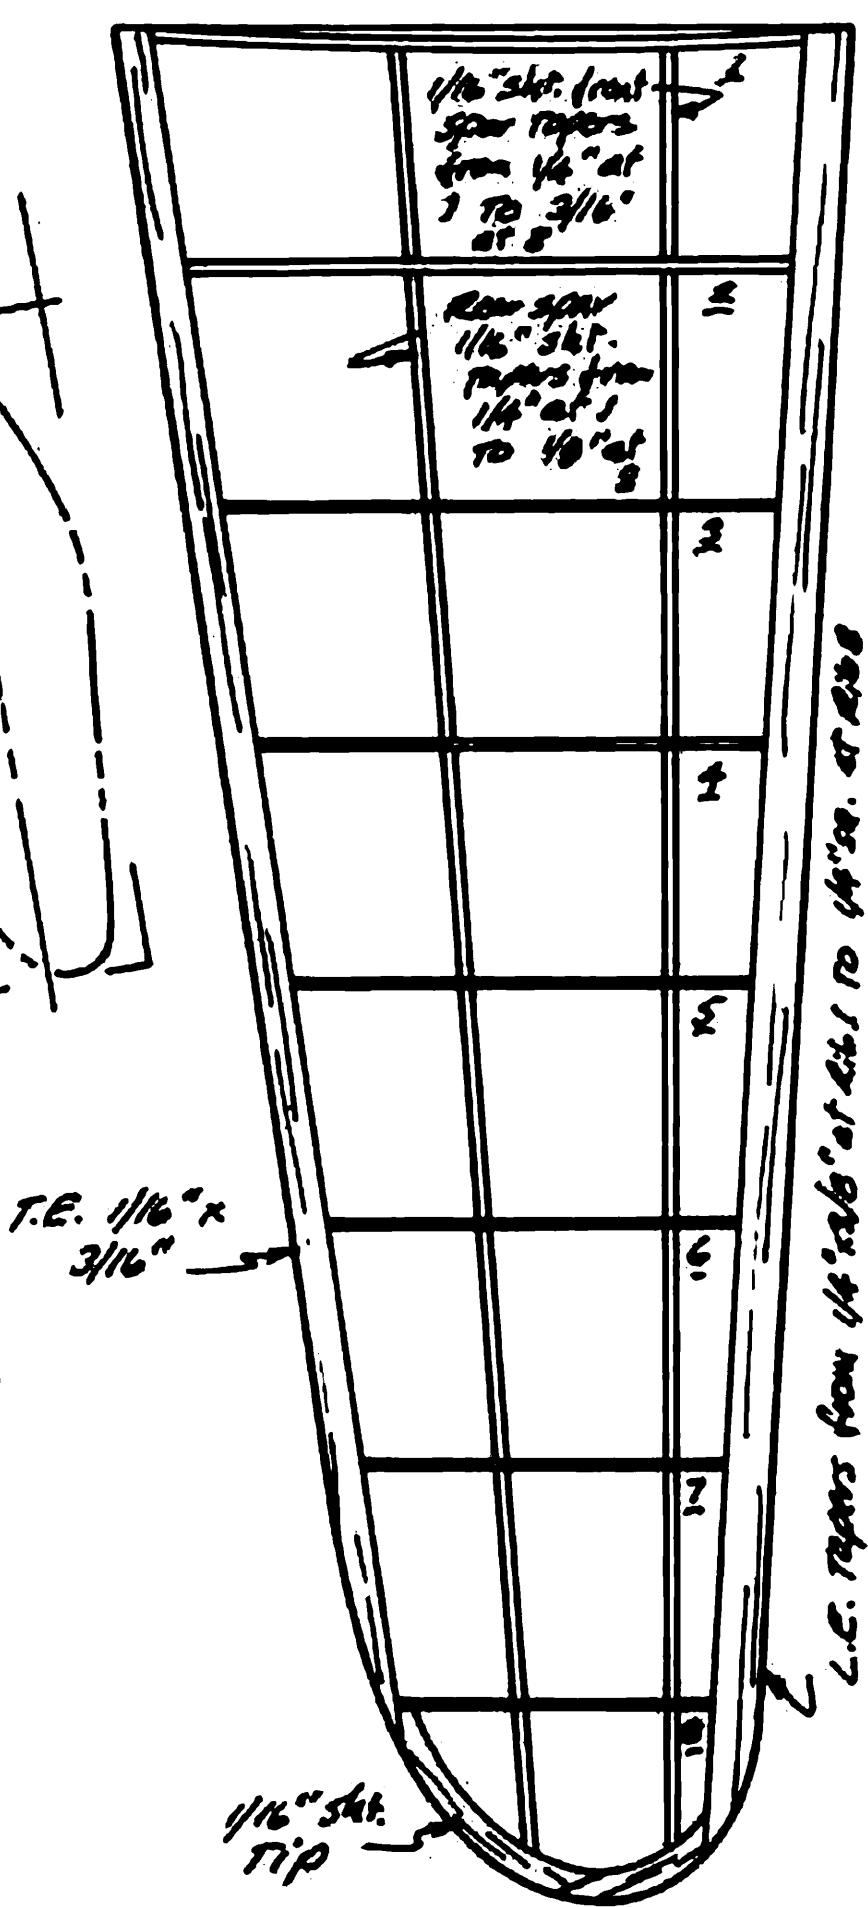 1/16" sht. front
spar tapers
from 1/4" at
1 TO 3/16"
at 8
1
Rear spar
1/16" sht.
Tapers from
1/4" at 1
TO 1/8" at
8
2
3
4
5
6
7
8
T.E. 1/16" x
3/16"
1/16" sht.
Tip
L.E. Tapers from 1/4" x 3/8" at Rib 1 TO 1/4" sq. AT Rib 8